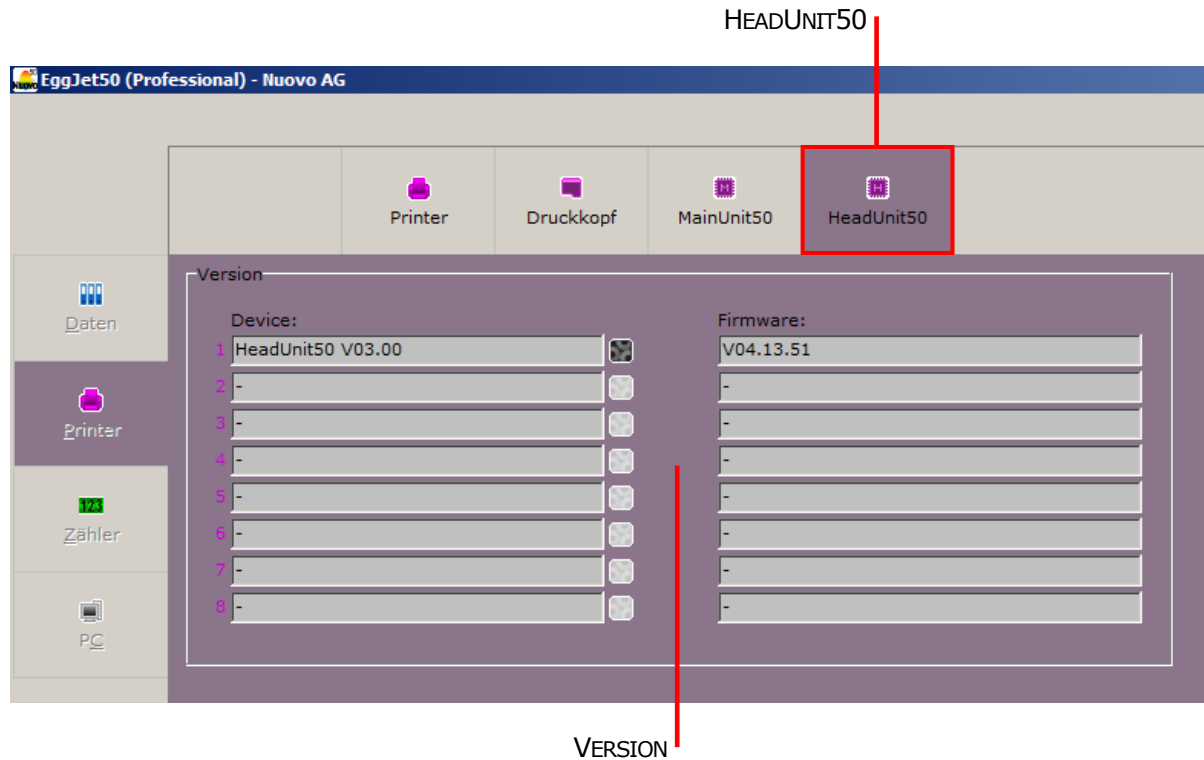 HEADUNIT50
EggJet50 (Professional) - Nuovo AG
Printer
Druckkopf
MainUnit50
HeadUnit50
Daten
Printer
Zähler
PC
Version
Device:
Firmware:
1 HeadUnit50 V03.00
V04.13.51
2 -
-
3 -
-
4 -
-
5 -
-
6 -
-
7 -
-
8 -
-
VERSION